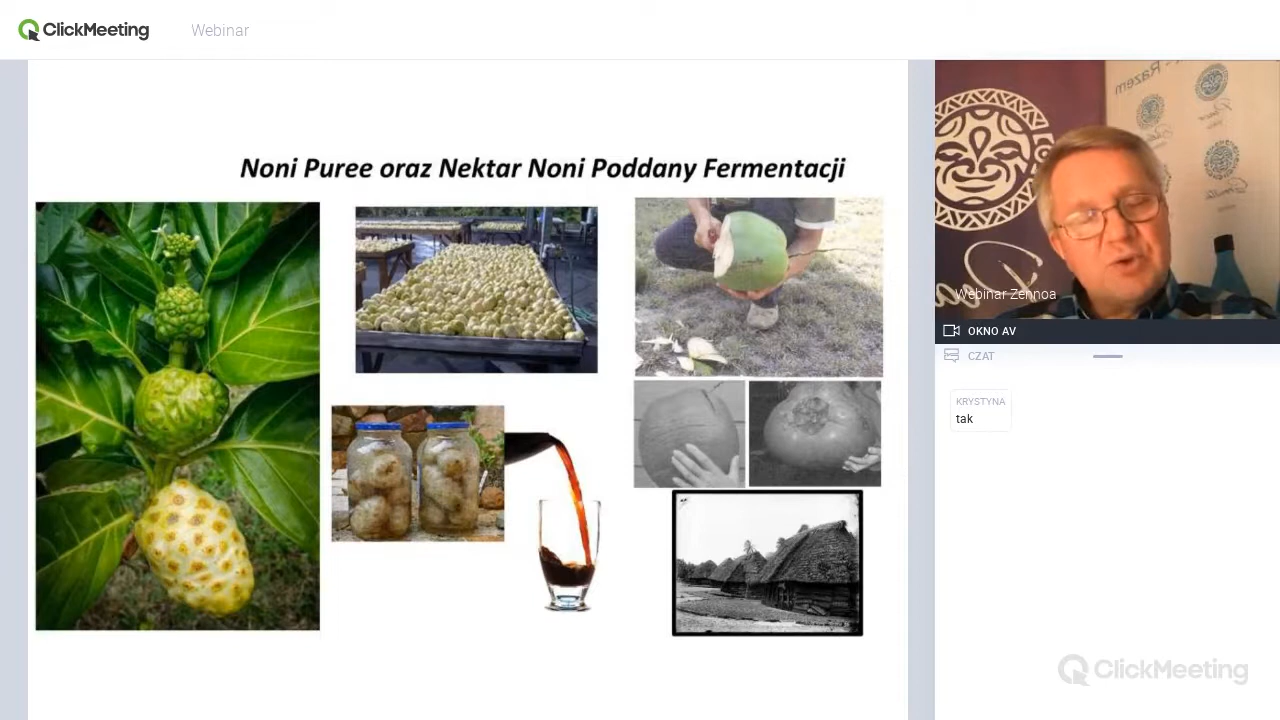 ClickMeeting
Webinar
Noni Puree oraz Nektar Noni Poddany Fermentacji
Webinar Zennoa
OKNO AV
CZAT
KRYSTYNA
tak
ClickMeeting